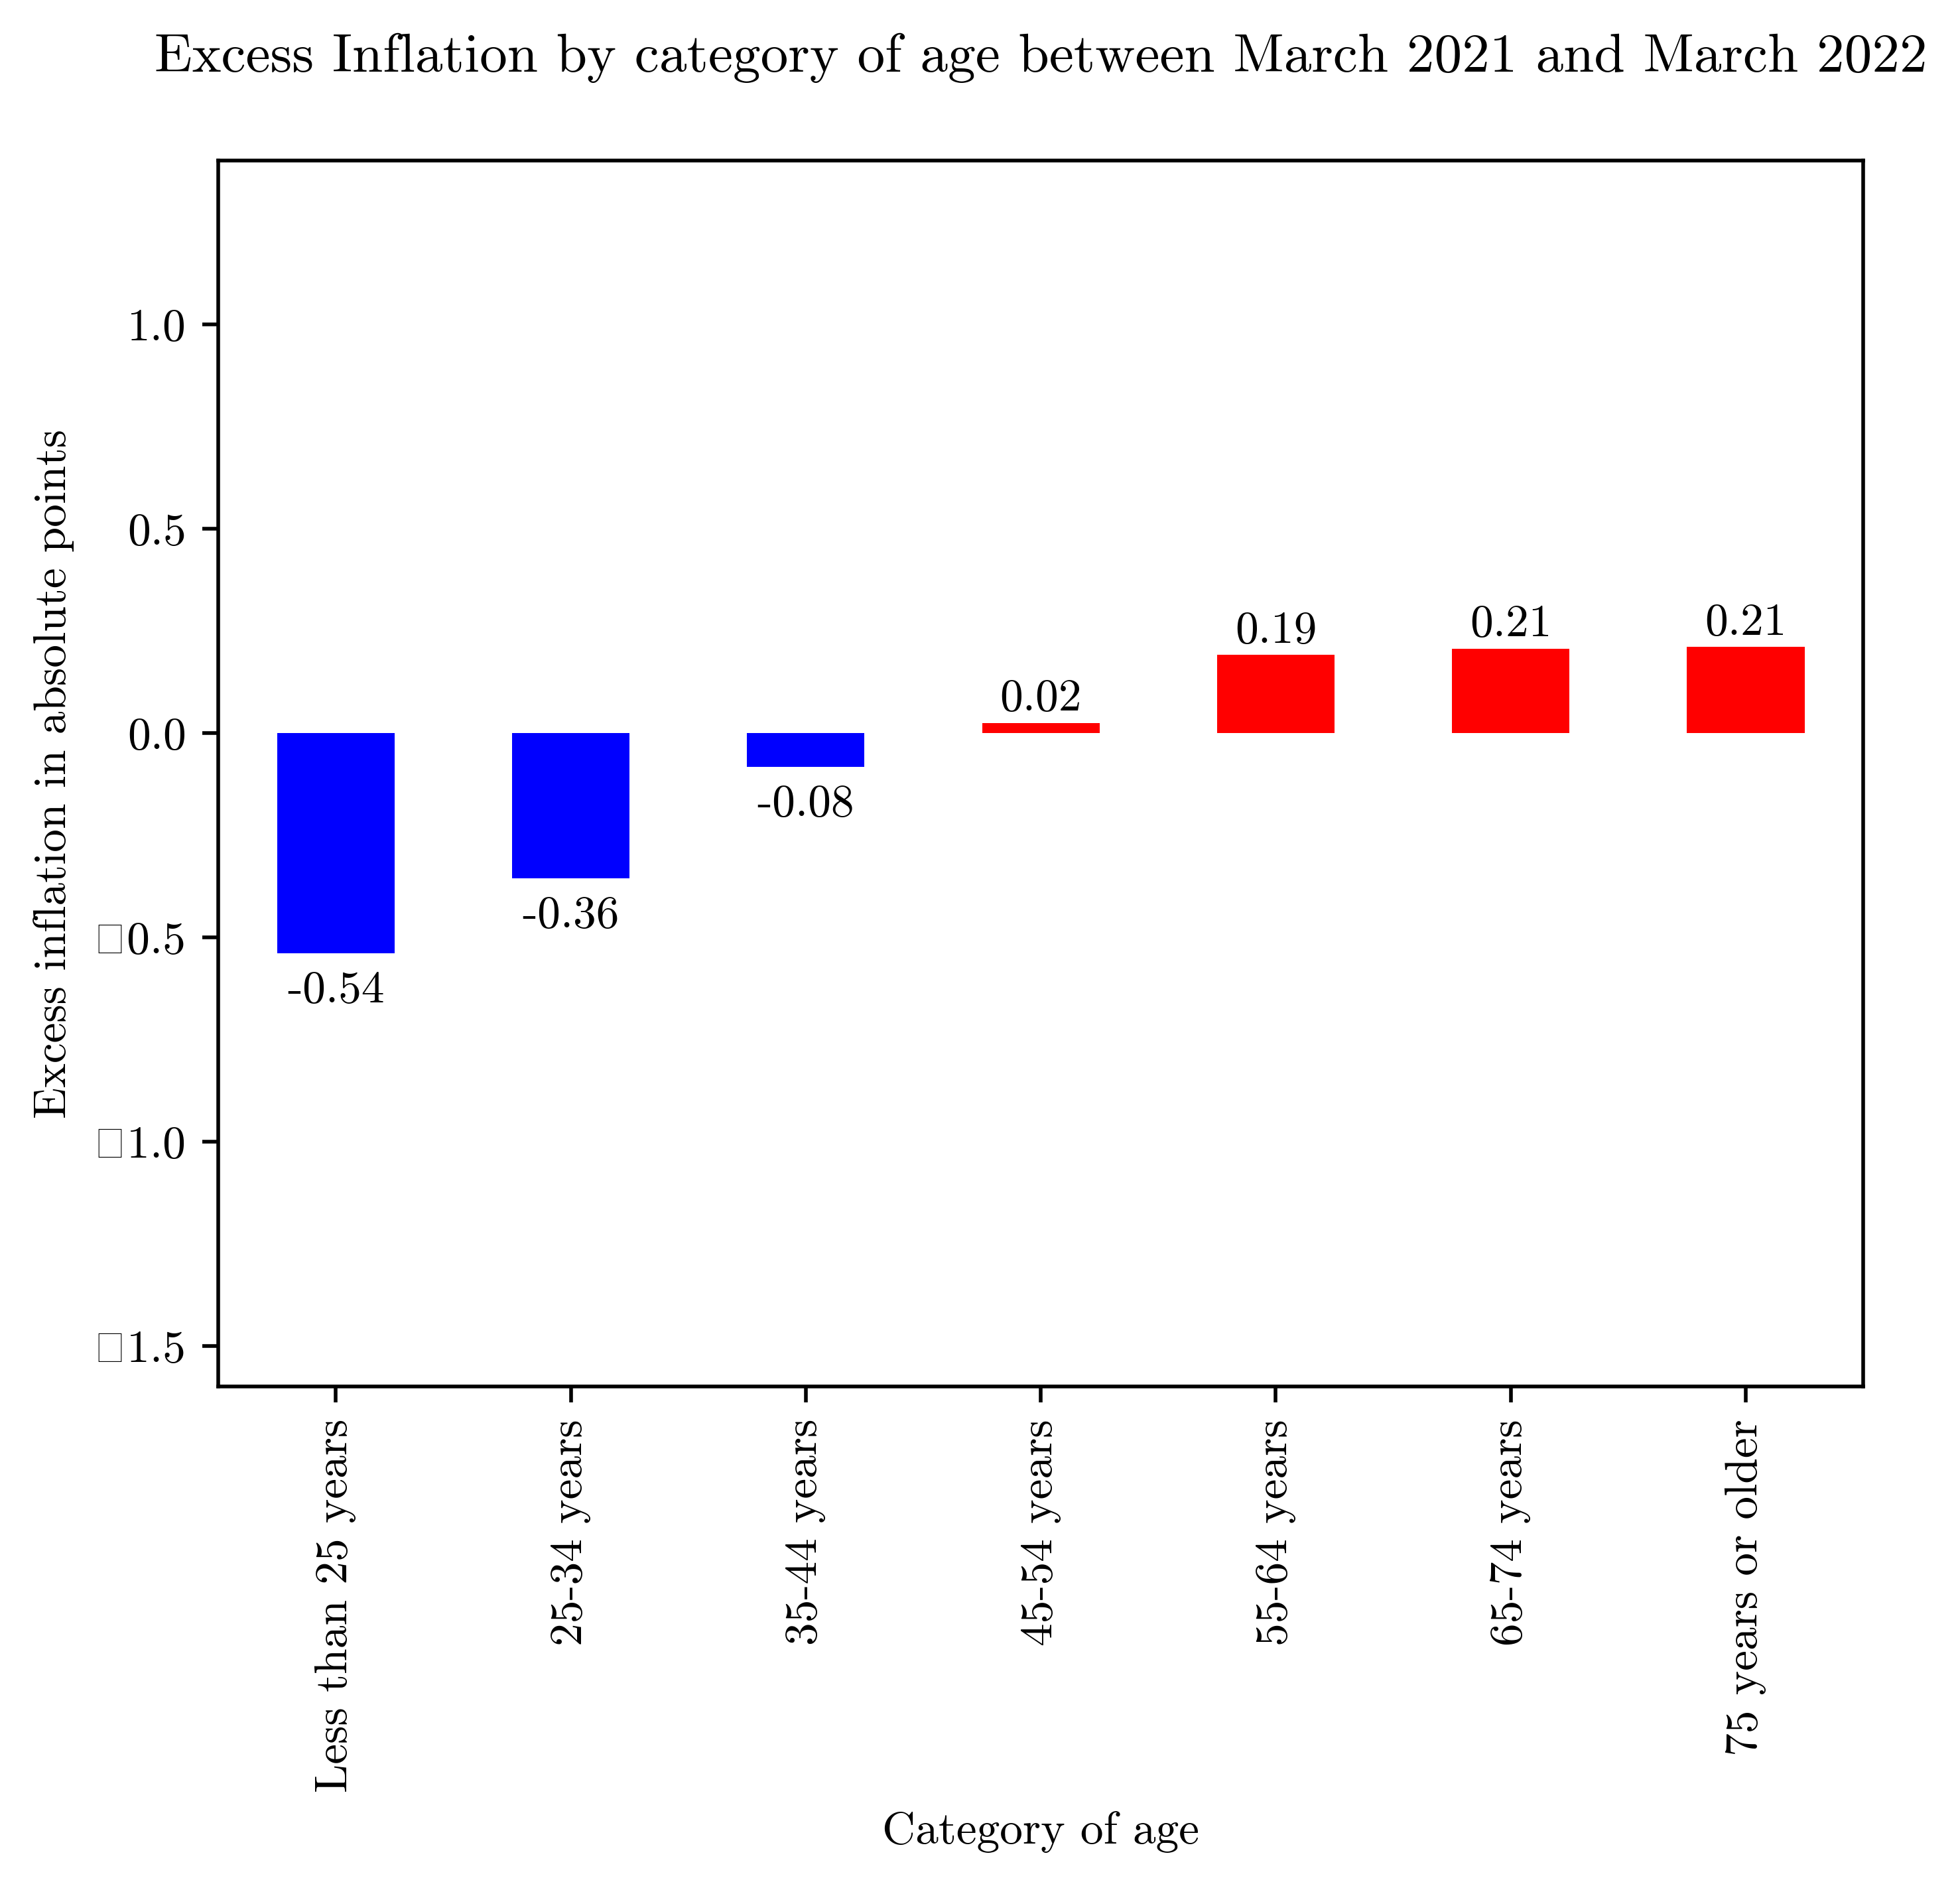 Excess Inflation by category of age between March 2021 and March 2022
Excess inflation in absolute points
1.0
0.5
0.0
□0.5
□1.0
□1.5
-0.54
-0.36
-0.08
0.02
0.19
0.21
0.21
Less than 25 years
25-34 years
35-44 years
45-54 years
55-64 years
65-74 years
75 years or older
Category of age